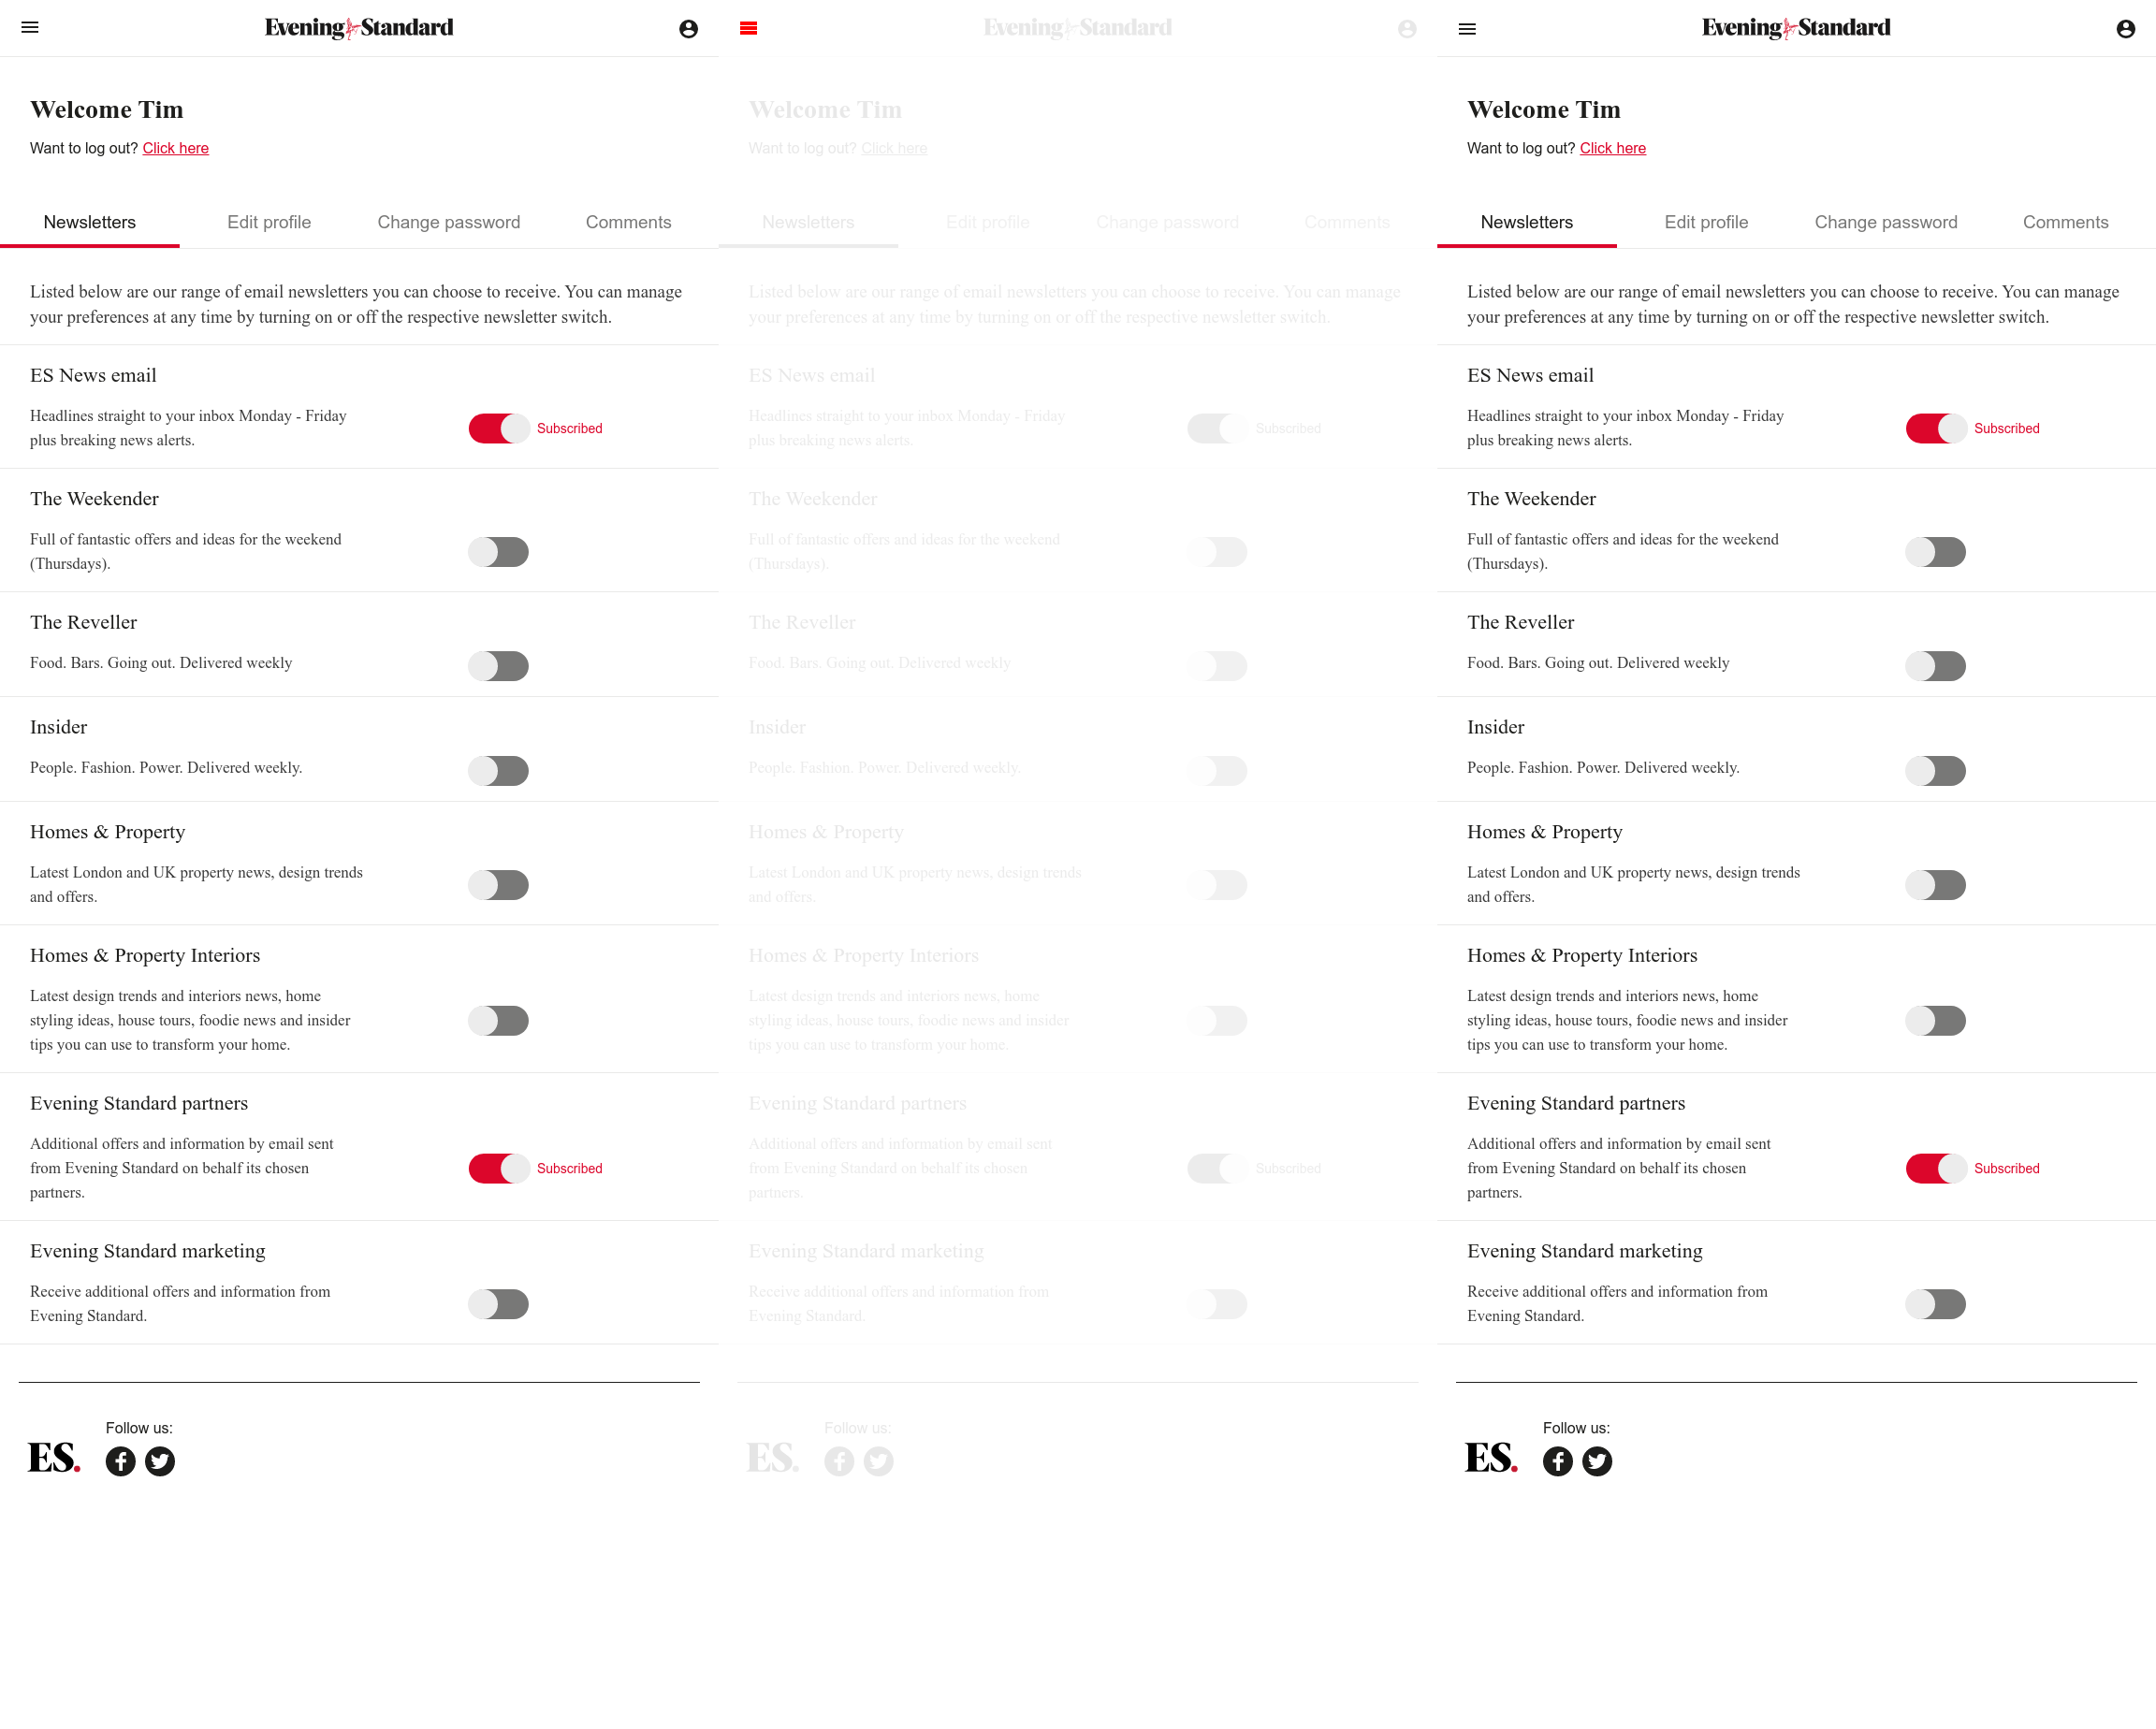 Evening Standard
Welcome Tim
Want to log out? Click here
Newsletters Edit profile Change password Comments
Listed below are our range of email newsletters you can choose to receive. You can manage
your preferences at any time by turning on or off the respective newsletter switch.
ES News email
Headlines straight to your inbox Monday - Friday
plus breaking news alerts.
Subscribed
The Weekender
Full of fantastic offers and ideas for the weekend
(Thursdays).
The Reveller
Food. Bars. Going out. Delivered weekly
Insider
People. Fashion. Power. Delivered weekly.
Homes & Property
Latest London and UK property news, design trends
and offers.
Homes & Property Interiors
Latest design trends and interiors news, home
styling ideas, house tours, foodie news and insider
tips you can use to transform your home.
Evening Standard partners
Additional offers and information by email sent
from Evening Standard on behalf its chosen
partners.
Subscribed
Evening Standard marketing
Receive additional offers and information from
Evening Standard.
Follow us:
ES.
Evening Standard
Welcome Tim
Want to log out? Click here
Newsletters Edit profile Change password Comments
Listed below are our range of email newsletters you can choose to receive. You can manage
your preferences at any time by turning on or off the respective newsletter switch.
ES News email
Headlines straight to your inbox Monday - Friday
plus breaking news alerts.
Subscribed
The Weekender
Full of fantastic offers and ideas for the weekend
(Thursdays).
The Reveller
Food. Bars. Going out. Delivered weekly
Insider
People. Fashion. Power. Delivered weekly.
Homes & Property
Latest London and UK property news, design trends
and offers.
Homes & Property Interiors
Latest design trends and interiors news, home
styling ideas, house tours, foodie news and insider
tips you can use to transform your home.
Evening Standard partners
Additional offers and information by email sent
from Evening Standard on behalf its chosen
partners.
Subscribed
Evening Standard marketing
Receive additional offers and information from
Evening Standard.
Follow us:
ES.
Evening Standard
Welcome Tim
Want to log out? Click here
Newsletters Edit profile Change password Comments
Listed below are our range of email newsletters you can choose to receive. You can manage
your preferences at any time by turning on or off the respective newsletter switch.
ES News email
Headlines straight to your inbox Monday - Friday
plus breaking news alerts.
Subscribed
The Weekender
Full of fantastic offers and ideas for the weekend
(Thursdays).
The Reveller
Food. Bars. Going out. Delivered weekly
Insider
People. Fashion. Power. Delivered weekly.
Homes & Property
Latest London and UK property news, design trends
and offers.
Homes & Property Interiors
Latest design trends and interiors news, home
styling ideas, house tours, foodie news and insider
tips you can use to transform your home.
Evening Standard partners
Additional offers and information by email sent
from Evening Standard on behalf its chosen
partners.
Subscribed
Evening Standard marketing
Receive additional offers and information from
Evening Standard.
Follow us:
ES.